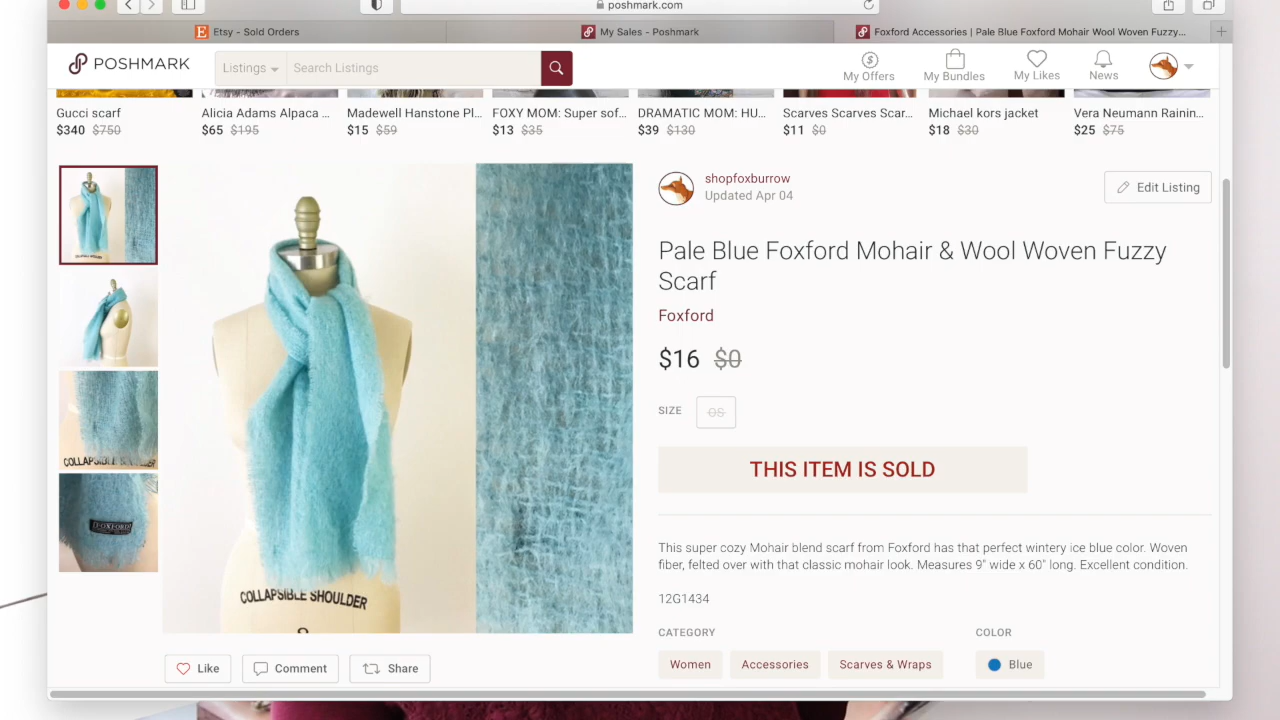 poshmark.com
Etsy - Sold Orders
My Sales - Poshmark
Foxford Accessories | Pale Blue Foxford Mohair Wool Woven Fuzzy...
POSHMARK
Listings
Search Listings
My Offers
My Bundles
My Likes
News
Gucci scarf
$340 $750
Alicia Adams Alpaca ...
$65 $195
Madewell Hanstone Pl...
$15 $59
FOXY MOM: Super sof...
$13 $35
DRAMATIC MOM: HU...
$39 $130
Scarves Scarves Scar...
$11 $0
Michael kors jacket
$18 $30
Vera Neumann Rainin...
$25 $75
COLLAPSIBLE SHOULDER
FOXFORD
COLLAPSIBLE SHOULDER
shopfoxburrow
Updated Apr 04
Edit Listing
Pale Blue Foxford Mohair & Wool Woven Fuzzy
Scarf
Foxford
$16 $0
SIZE
OS
THIS ITEM IS SOLD
This super cozy Mohair blend scarf from Foxford has that perfect wintery ice blue color. Woven
fiber, felted over with that classic mohair look. Measures 9" wide x 60" long. Excellent condition.
12G1434
CATEGORY
COLOR
Women
Accessories
Scarves & Wraps
Blue
Like
Comment
Share